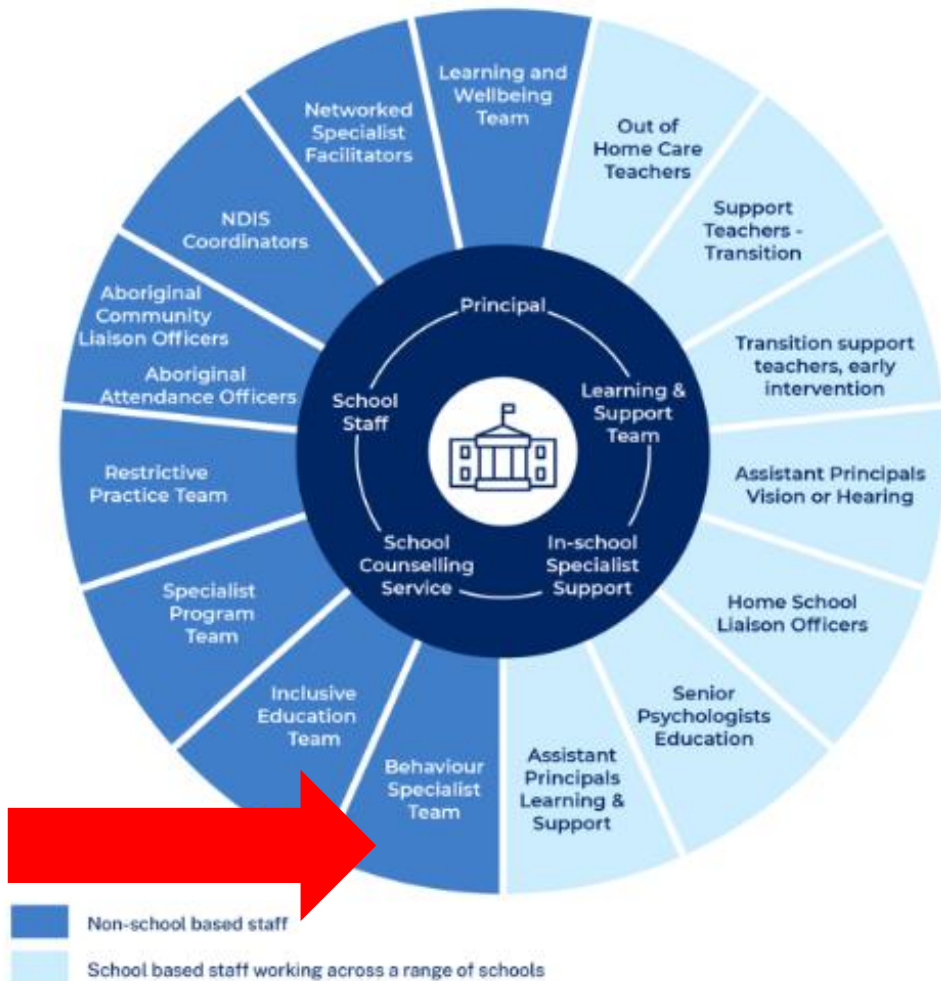 Learning and
Wellbeing
Team
Out of
Home Care
Teachers
Support
Teachers -
Transition
Transition support
teachers, early
intervention
Assistant Principals
Vision or Hearing
Home School
Liaison Officers
Senior
Psychologists
Education
Assistant
Principals
Learning &
Support
Behaviour
Specialist
Team
Inclusive
Education
Team
Specialist
Program
Team
Restrictive
Practice Team
Aboriginal
Community
Liaison Officers
Aboriginal
Attendance Officers
NDIS
Coordinators
Networked
Specialist
Facilitators
Principal
Learning &
Support
Team
In-school
Specialist
Support
School
Counselling
Service
School
Staff
Non-school based staff
School based staff working across a range of schools